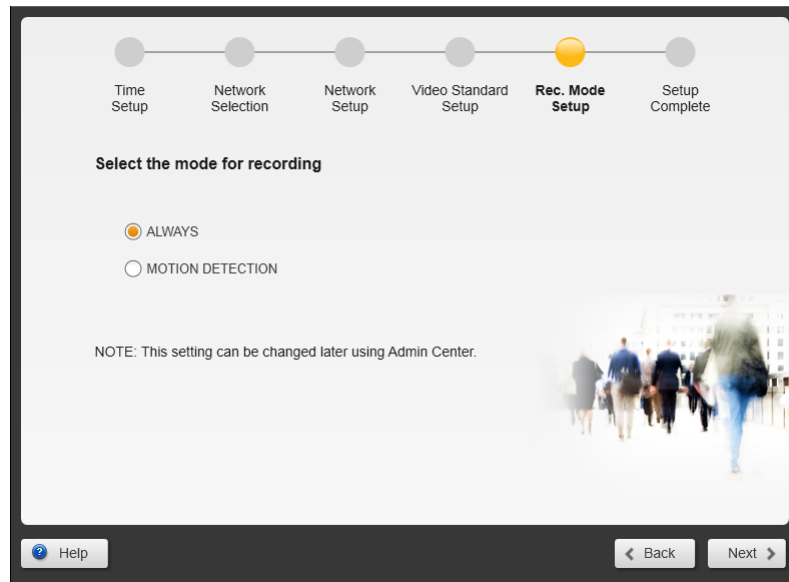 Time Setup
Network Selection
Network Setup
Video Standard Setup
Rec. Mode Setup
Setup Complete
Select the mode for recording
ALWAYS
MOTION DETECTION
NOTE: This setting can be changed later using Admin Center.
Help
Back
Next